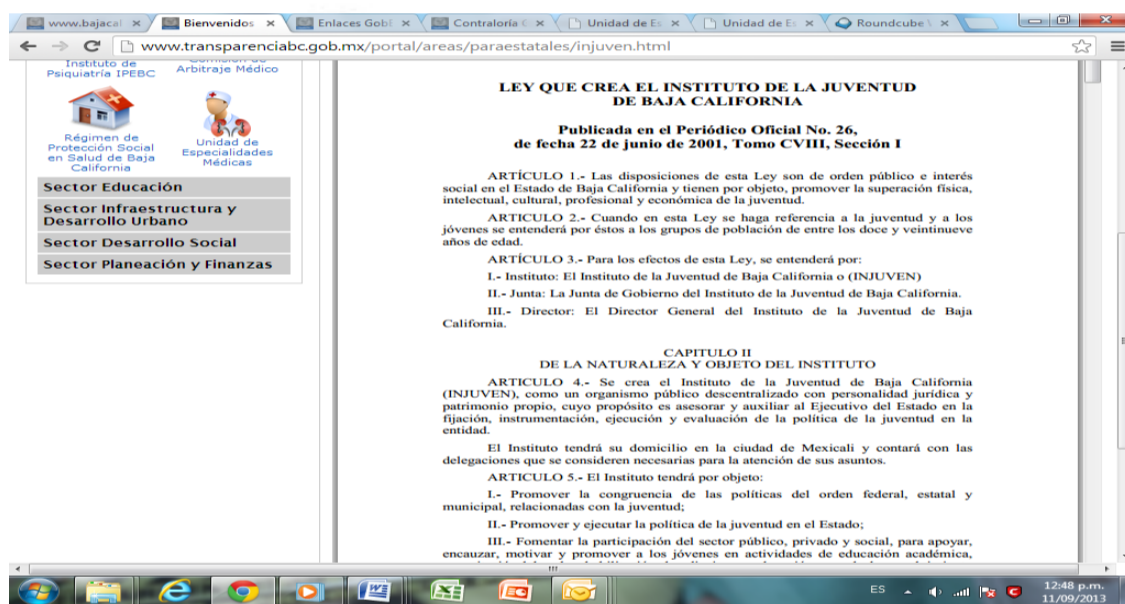 www.bajacal
Bienvenidos
Enlaces Gob
Contraloría
Unidad de Es
Unidad de E
Roundcube
www.transparenciabc.gob.mx/portal/areas/paraestatales/injuven.html
Instituto de
Psiquiatría IPEBC
Comisión de
Arbitraje Médico
Régimen de
Protección Social
en Salud de Baja
California
Unidad de
Especialidades
Médicas
Sector Educación
Sector Infraestructura y
Desarrollo Urbano
Sector Desarrollo Social
Sector Planeación y Finanzas
LEY QUE CREA EL INSTITUTO DE LA JUVENTUD
DE BAJA CALIFORNIA
Publicada en el Periódico Oficial No. 26,
de fecha 22 de junio de 2001, Tomo CVIII, Sección I
ARTÍCULO 1.- Las disposiciones de esta Ley son de orden público e interés
social en el Estado de Baja California y tienen por objeto, promover la superación física,
intelectual, cultural, profesional y económica de la juventud.
ARTICULO 2.- Cuando en esta Ley se haga referencia a la juventud y a los
jóvenes se entenderá por éstos a los grupos de población de entre los doce y veintinueve
años de edad.
ARTÍCULO 3.- Para los efectos de esta Ley, se entenderá por:
I.- Instituto: El Instituto de la Juventud de Baja California o (INJUVEN)
II.- Junta: La Junta de Gobierno del Instituto de la Juventud de Baja California.
III.- Director: El Director General del Instituto de la Juventud de Baja
California.
CAPITULO II
DE LA NATURALEZA Y OBJETO DEL INSTITUTO
ARTICULO 4.- Se crea el Instituto de la Juventud de Baja California
(INJUVEN), como un organismo público descentralizado con personalidad jurídica y
patrimonio propio, cuyo propósito es asesorar y auxiliar al Ejecutivo del Estado en la
fijación, instrumentación, ejecución y evaluación de la política de la juventud en la
entidad.
El Instituto tendrá su domicilio en la ciudad de Mexicali y contará con las
delegaciones que se consideren necesarias para la atención de sus asuntos.
ARTICULO 5.- El Instituto tendrá por objeto:
I.- Promover la congruencia de las políticas del orden federal, estatal y
municipal, relacionadas con la juventud;
II.- Promover y ejecutar la política de la juventud en el Estado;
III.- Fomentar la participación del sector público, privado y social, para apoyar,
encauzar, motivar y promover a los jóvenes en actividades de educación académica,
ES
12:48 p.m.
11/09/2013